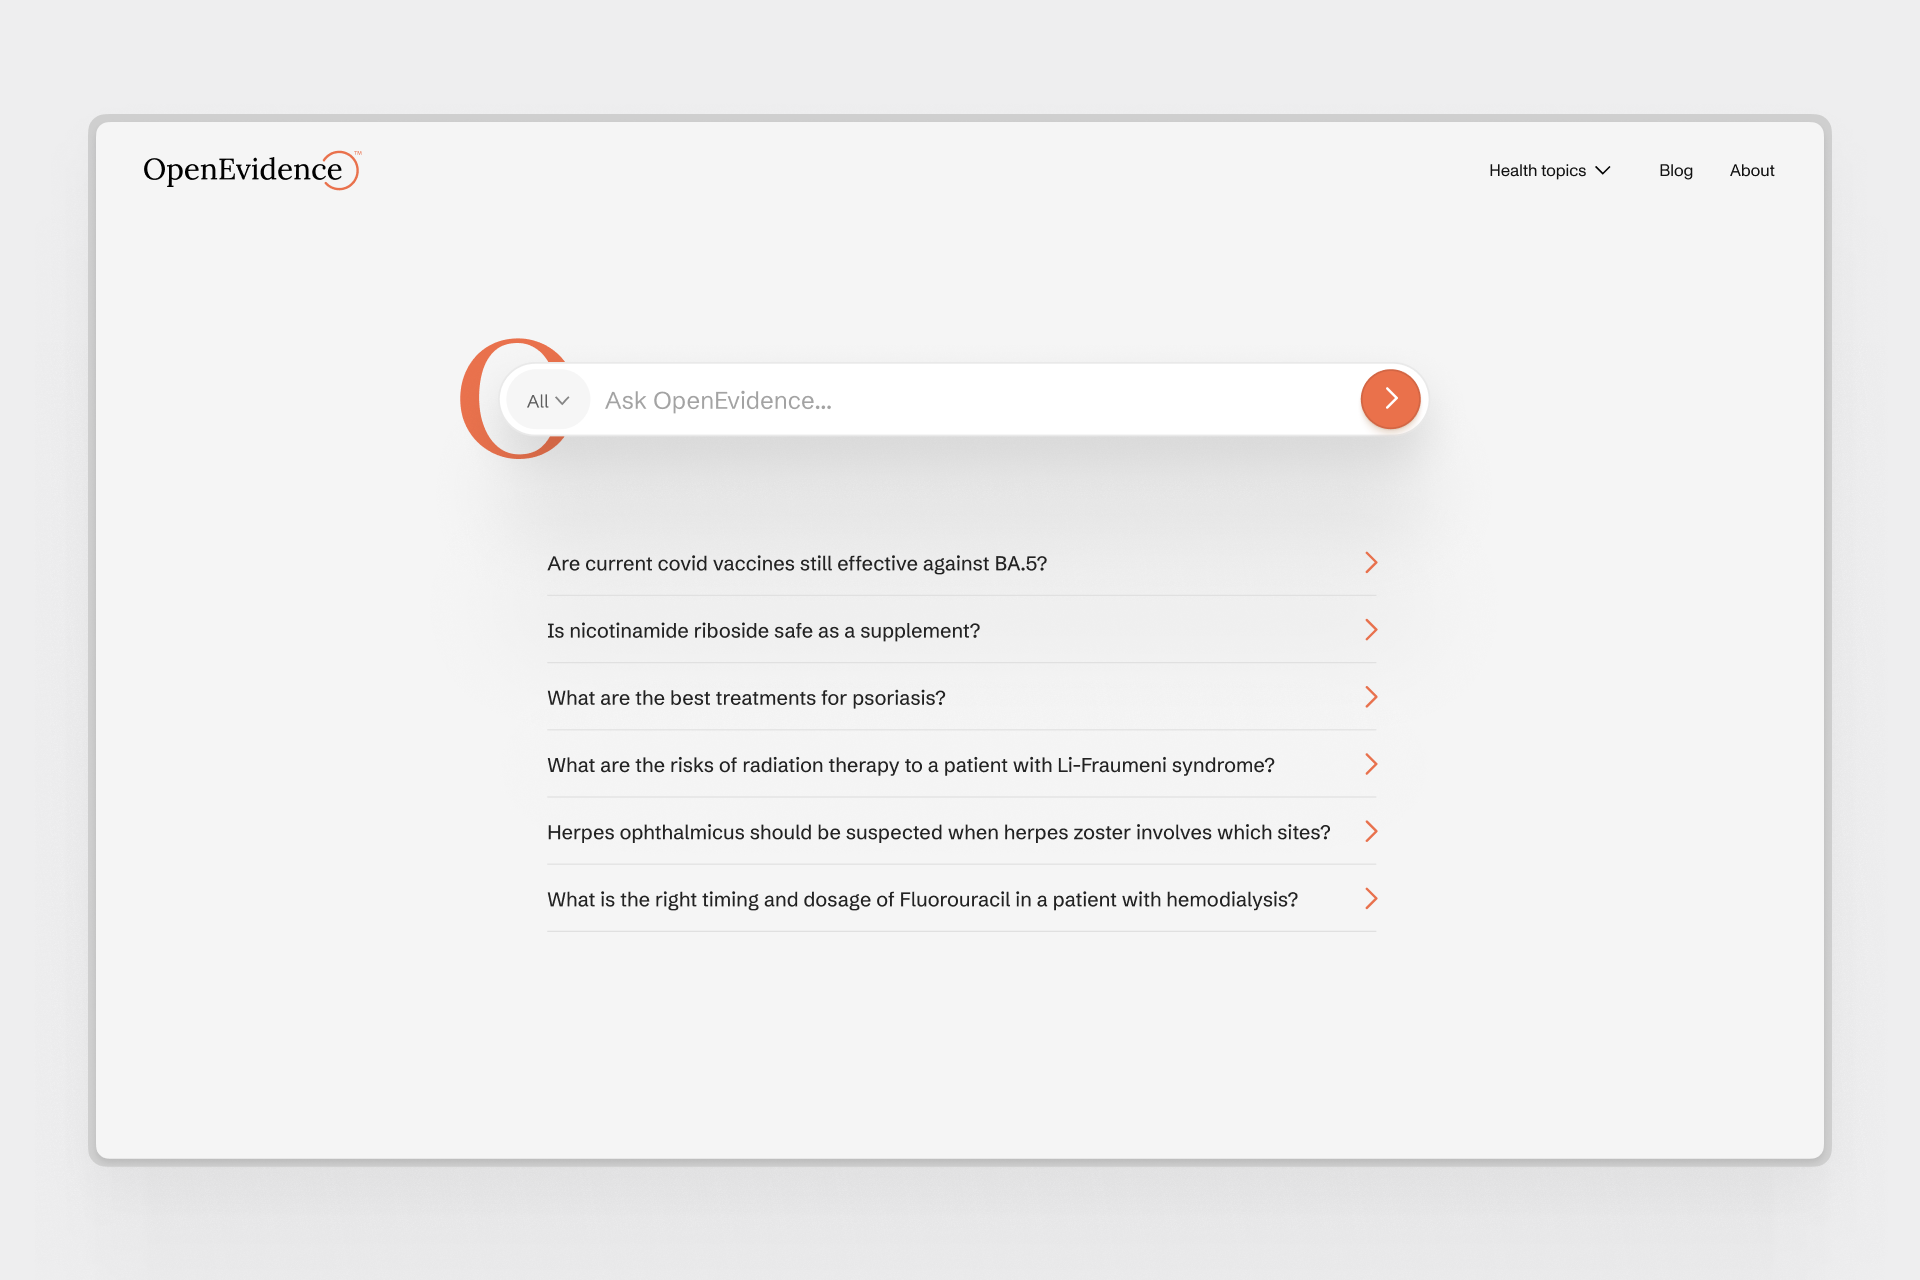 OpenEvidence™
Health topics
Blog
About
All
Ask OpenEvidence...
Are current covid vaccines still effective against BA.5?
Is nicotinamide riboside safe as a supplement?
What are the best treatments for psoriasis?
What are the risks of radiation therapy to a patient with Li-Fraumeni syndrome?
Herpes ophthalmicus should be suspected when herpes zoster involves which sites?
What is the right timing and dosage of Fluorouracil in a patient with hemodialysis?